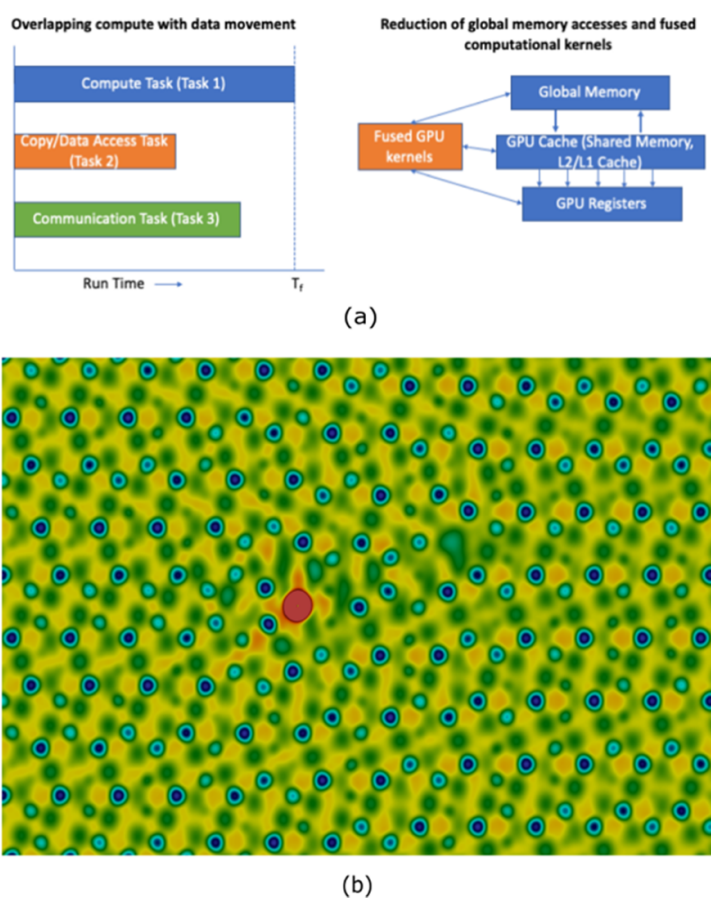 Overlapping compute with data movement
Compute Task (Task 1)
Copy/Data Access Task
(Task 2)
Communication Task (Task 3)
Run Time
Tf
Reduction of global memory accesses and fused
computational kernels
Global Memory
Fused GPU
kernels
GPU Cache (Shared Memory,
L2/L1 Cache)
GPU Registers
(a)
(b)